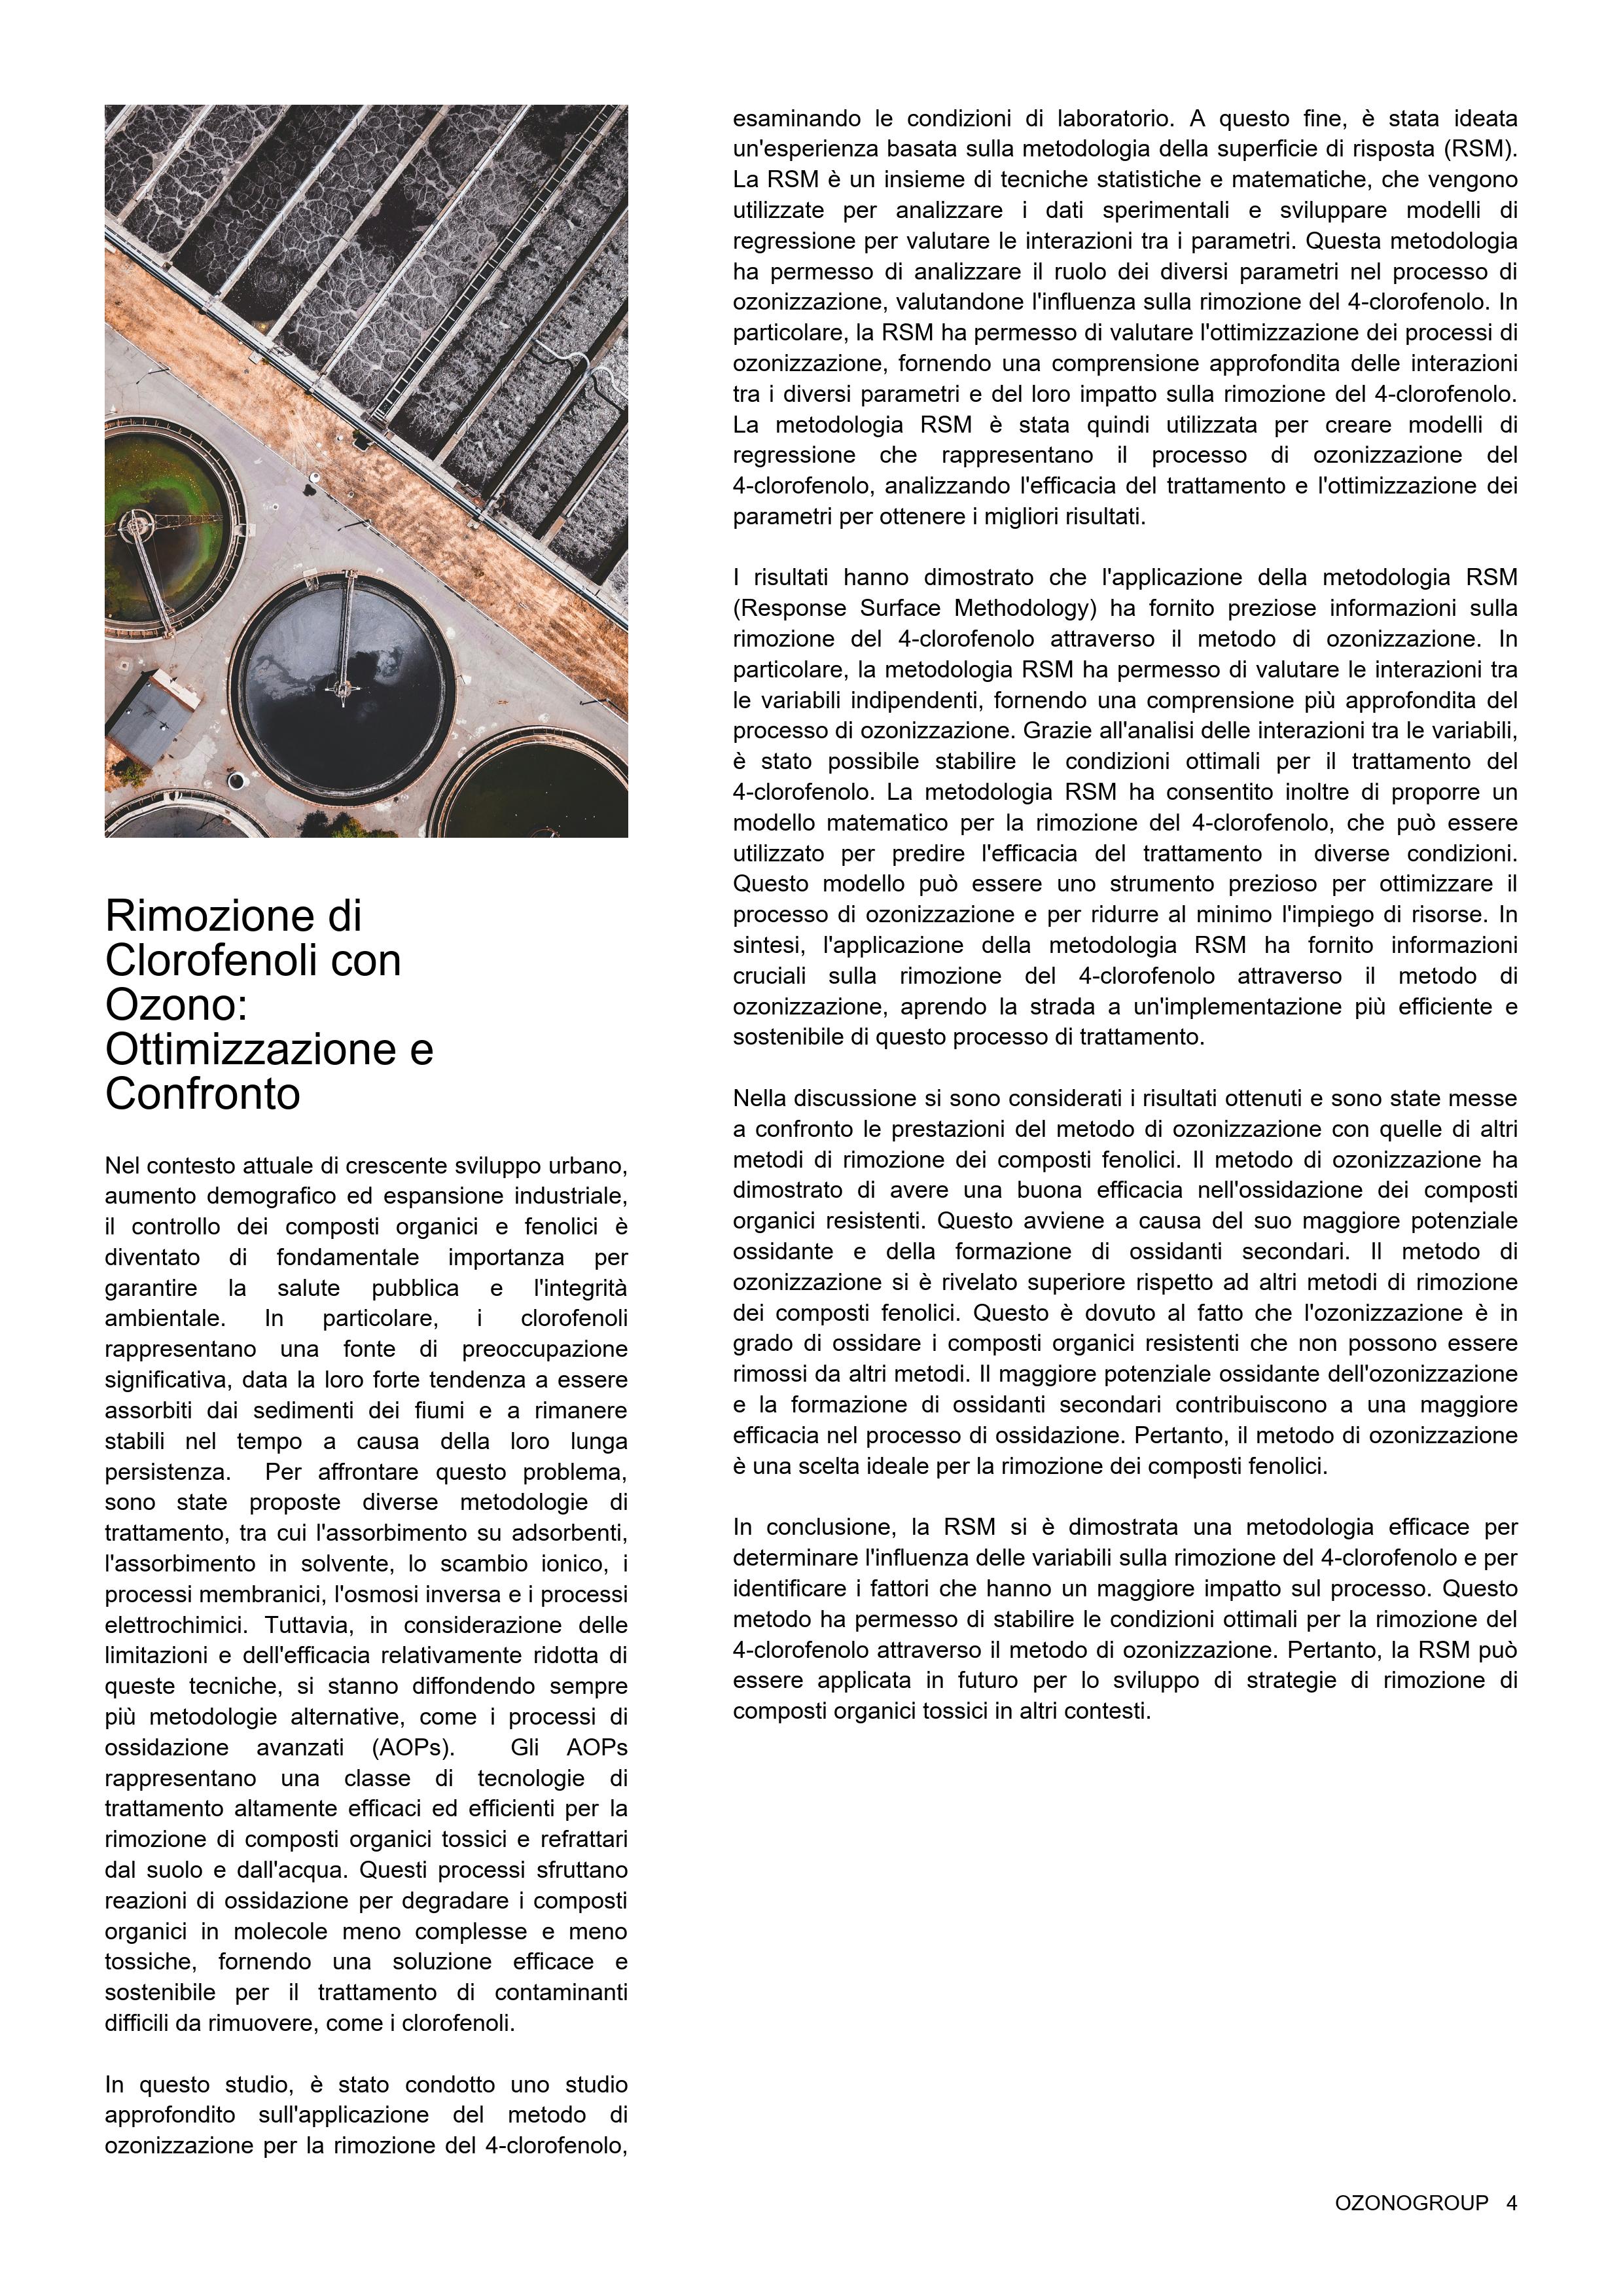 Rimozione di
Clorofenoli con
Ozono:
Ottimizzazione e
Confronto
Nel contesto attuale di crescente sviluppo urbano,
aumento demografico ed espansione industriale,
il controllo dei composti organici e fenolici è
diventato di fondamentale importanza per
garantire la salute pubblica e l'integrità
ambientale. In particolare, i clorofenoli
rappresentano una fonte di preoccupazione
significativa, data la loro forte tendenza a essere
assorbiti dai sedimenti dei fiumi e a rimanere
stabili nel tempo a causa della loro lunga
persistenza. Per affrontare questo problema,
sono state proposte diverse metodologie di
trattamento, tra cui l'assorbimento su adsorbenti,
l'assorbimento in solvente, lo scambio ionico, i
processi membranici, l'osmosi inversa e i processi
elettrochimici. Tuttavia, in considerazione delle
limitazioni e dell'efficacia relativamente ridotta di
queste tecniche, si stanno diffondendo sempre
più metodologie alternative, come i processi di
ossidazione avanzati (AOPs). Gli AOPs
rappresentano una classe di tecnologie di
trattamento altamente efficaci ed efficienti per la
rimozione di composti organici tossici e refrattari
dal suolo e dall'acqua. Questi processi sfruttano
reazioni di ossidazione per degradare i composti
organici in molecole meno complesse e meno
tossiche, fornendo una soluzione efficace e
sostenibile per il trattamento di contaminanti
difficili da rimuovere, come i clorofenoli.
In questo studio, è stato condotto uno studio
approfondito sull'applicazione del metodo di
ozonizzazione per la rimozione del 4-clorofenolo,
esaminando le condizioni di laboratorio. A questo fine, è stata ideata
un'esperienza basata sulla metodologia della superficie di risposta (RSM).
La RSM è un insieme di tecniche statistiche e matematiche, che vengono
utilizzate per analizzare i dati sperimentali e sviluppare modelli di
regressione per valutare le interazioni tra i parametri. Questa metodologia
ha permesso di analizzare il ruolo dei diversi parametri nel processo di
ozonizzazione, valutandone l'influenza sulla rimozione del 4-clorofenolo. In
particolare, la RSM ha permesso di valutare l'ottimizzazione dei processi di
ozonizzazione, fornendo una comprensione approfondita delle interazioni
tra i diversi parametri e del loro impatto sulla rimozione del 4-clorofenolo.
La metodologia RSM è stata quindi utilizzata per creare modelli di
regressione che rappresentano il processo di ozonizzazione del
4-clorofenolo, analizzando l'efficacia del trattamento e l'ottimizzazione dei
parametri per ottenere i migliori risultati.
I risultati hanno dimostrato che l'applicazione della metodologia RSM
(Response Surface Methodology) ha fornito preziose informazioni sulla
rimozione del 4-clorofenolo attraverso il metodo di ozonizzazione. In
particolare, la metodologia RSM ha permesso di valutare le interazioni tra
le variabili indipendenti, fornendo una comprensione più approfondita del
processo di ozonizzazione. Grazie all'analisi delle interazioni tra le variabili,
è stato possibile stabilire le condizioni ottimali per il trattamento del
4-clorofenolo. La metodologia RSM ha consentito inoltre di proporre un
modello matematico per la rimozione del 4-clorofenolo, che può essere
utilizzato per predire l'efficacia del trattamento in diverse condizioni.
Questo modello può essere uno strumento prezioso per ottimizzare il
processo di ozonizzazione e per ridurre al minimo l'impiego di risorse. In
sintesi, l'applicazione della metodologia RSM ha fornito informazioni
cruciali sulla rimozione del 4-clorofenolo attraverso il metodo di
ozonizzazione, aprendo la strada a un'implementazione più efficiente e
sostenibile di questo processo di trattamento.
Nella discussione si sono considerati i risultati ottenuti e sono state messe
a confronto le prestazioni del metodo di ozonizzazione con quelle di altri
metodi di rimozione dei composti fenolici. Il metodo di ozonizzazione ha
dimostrato di avere una buona efficacia nell'ossidazione dei composti
organici resistenti. Questo avviene a causa del suo maggiore potenziale
ossidante e della formazione di ossidanti secondari. Il metodo di
ozonizzazione si è rivelato superiore rispetto ad altri metodi di rimozione
dei composti fenolici. Questo è dovuto al fatto che l'ozonizzazione è in
grado di ossidare i composti organici resistenti che non possono essere
rimossi da altri metodi. Il maggiore potenziale ossidante dell'ozonizzazione
e la formazione di ossidanti secondari contribuiscono a una maggiore
efficacia nel processo di ossidazione. Pertanto, il metodo di ozonizzazione
è una scelta ideale per la rimozione dei composti fenolici.
In conclusione, la RSM si è dimostrata una metodologia efficace per
determinare l'influenza delle variabili sulla rimozione del 4-clorofenolo e per
identificare i fattori che hanno un maggiore impatto sul processo. Questo
metodo ha permesso di stabilire le condizioni ottimali per la rimozione del
4-clorofenolo attraverso il metodo di ozonizzazione. Pertanto, la RSM può
essere applicata in futuro per lo sviluppo di strategie di rimozione di
composti organici tossici in altri contesti.
OZONOGROUP 4